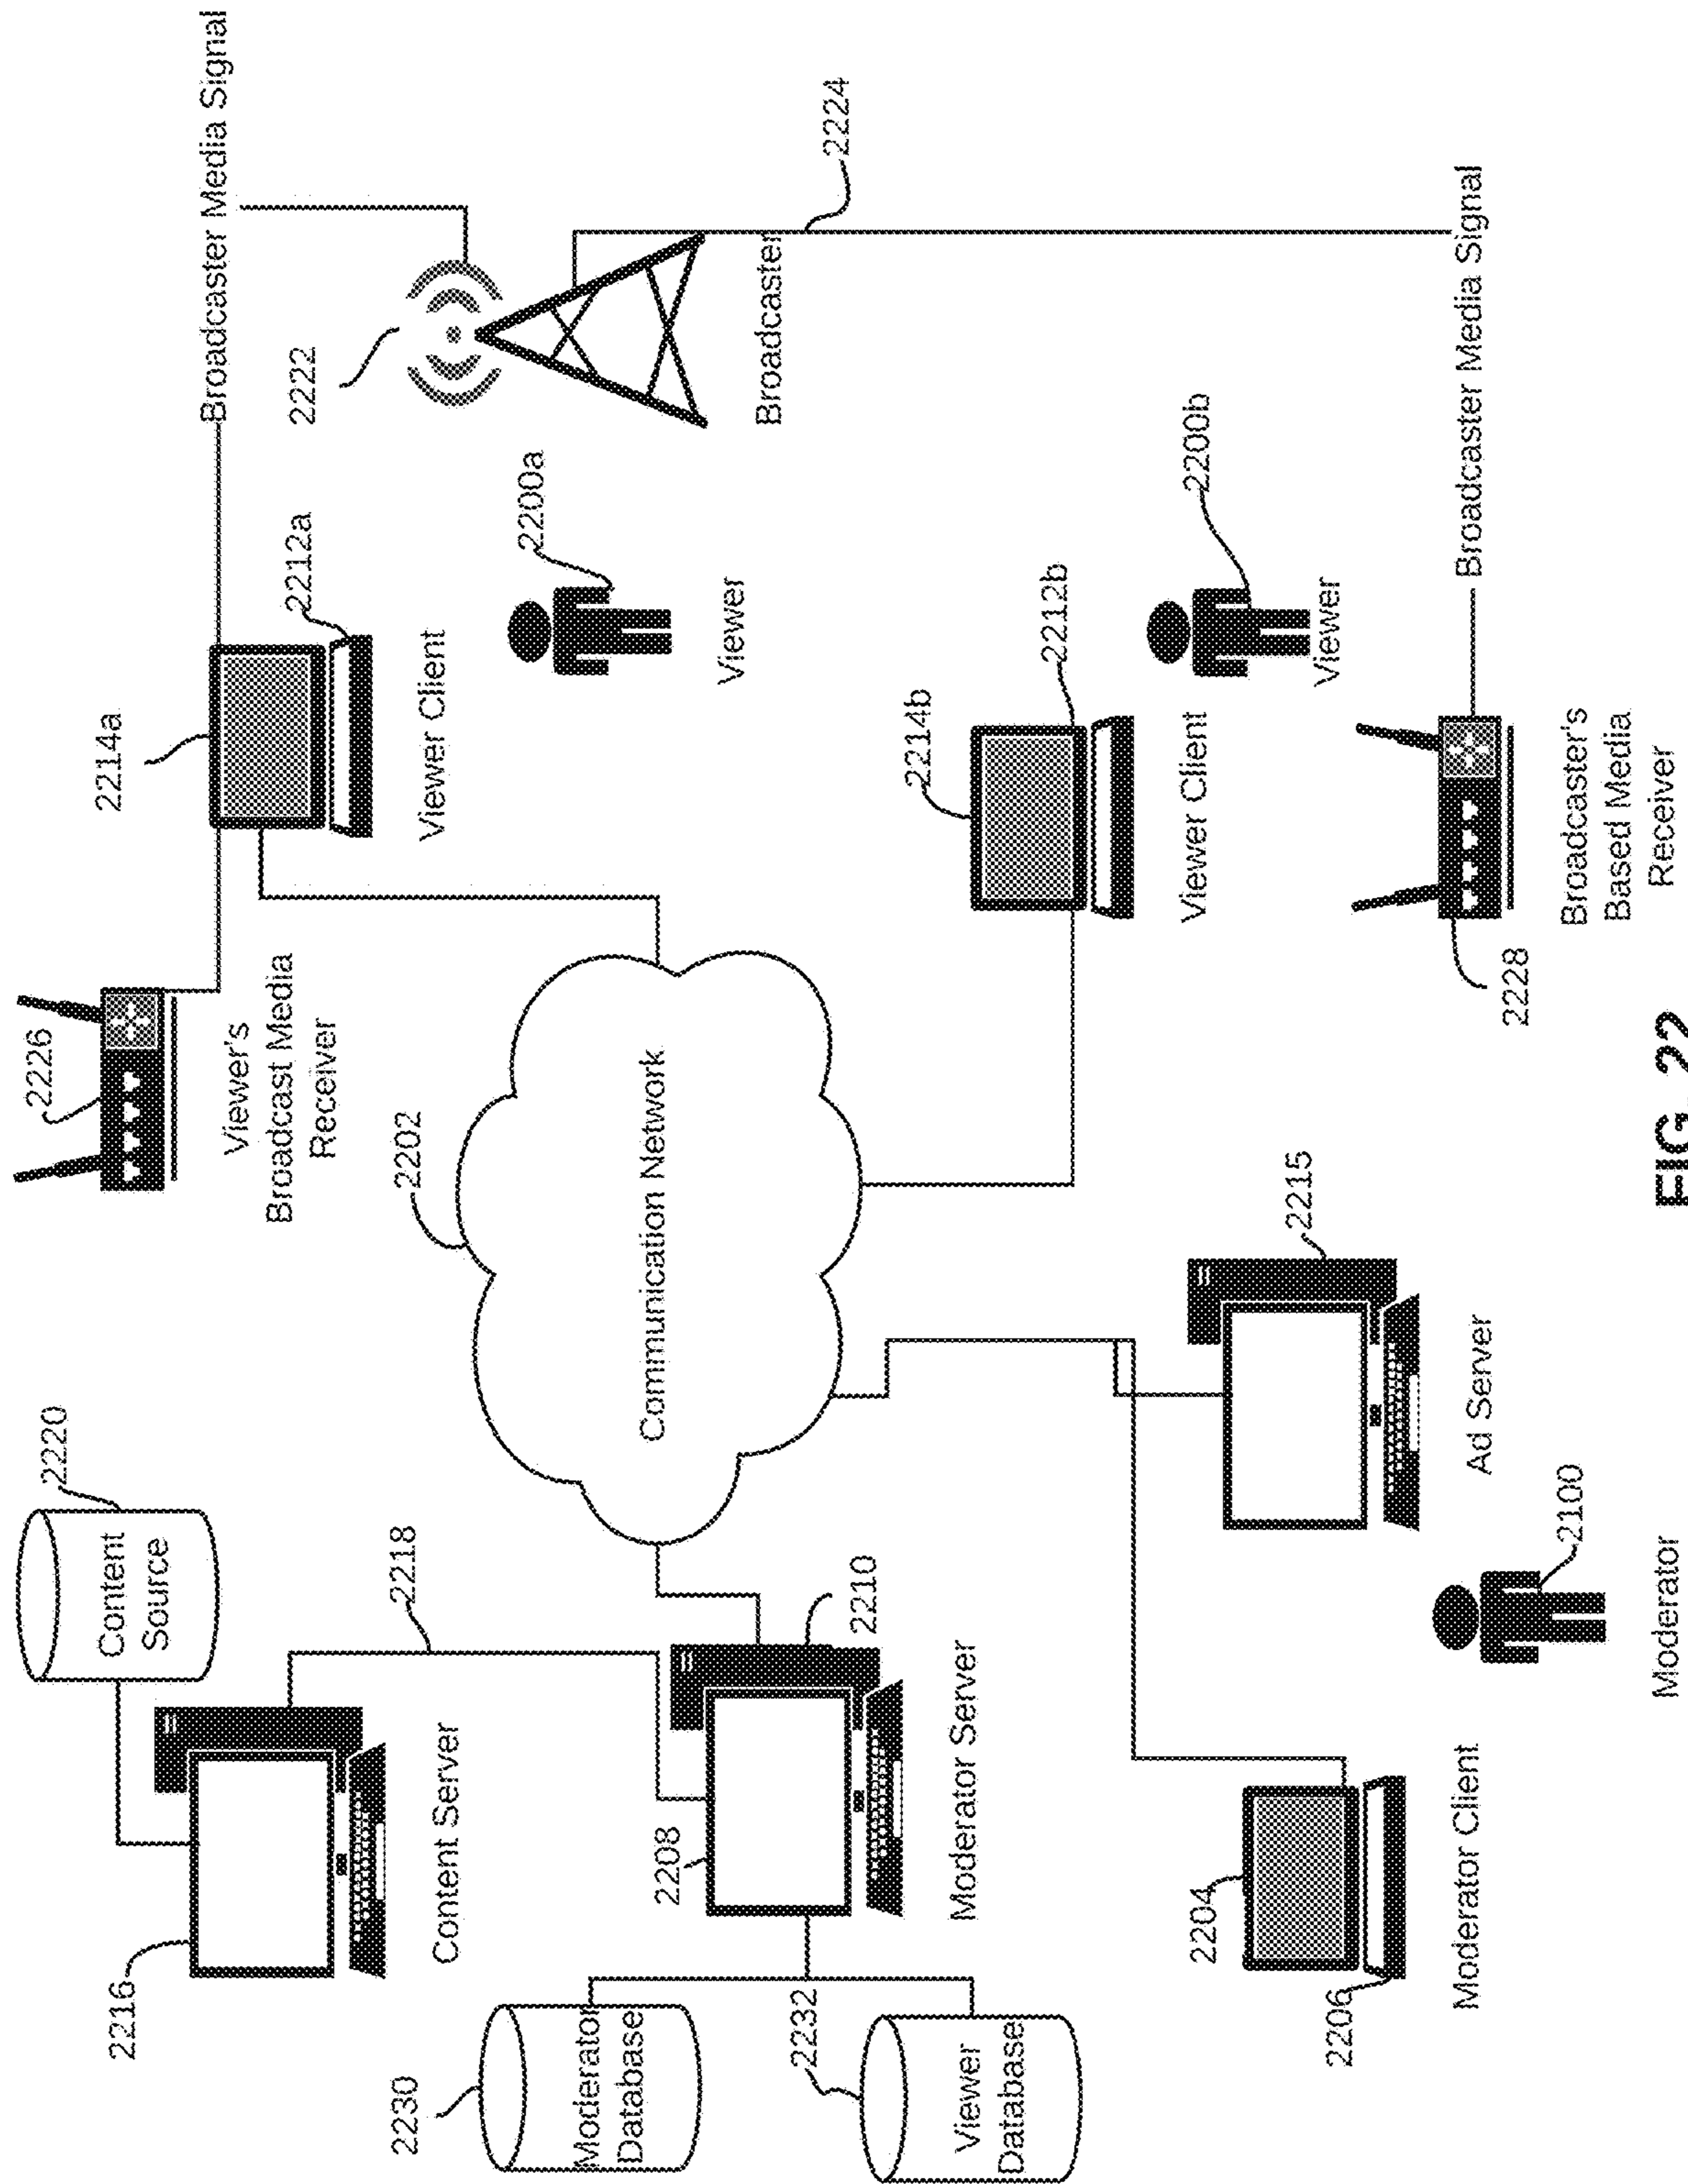 2220
Content
Source
2216
Content Server
2218
2226
Viewer's
Broadcast Media
Receiver
2214a
2212a
Viewer Client
Broadcaster Media Signal
2222
2200a
Viewer
Broadcaster
2224
2202
Communication Network
2230
Moderator
Database
2232
Viewer
Database
2208
2210
Moderator Server
2214b
2212b
Viewer Client
2200b
Viewer
Broadcaster Media Signal
2204
2206
Moderator Client
2100
Moderator
2215
Ad Server
2228
Broadcaster's
Based Media
Receiver
FIG. 22